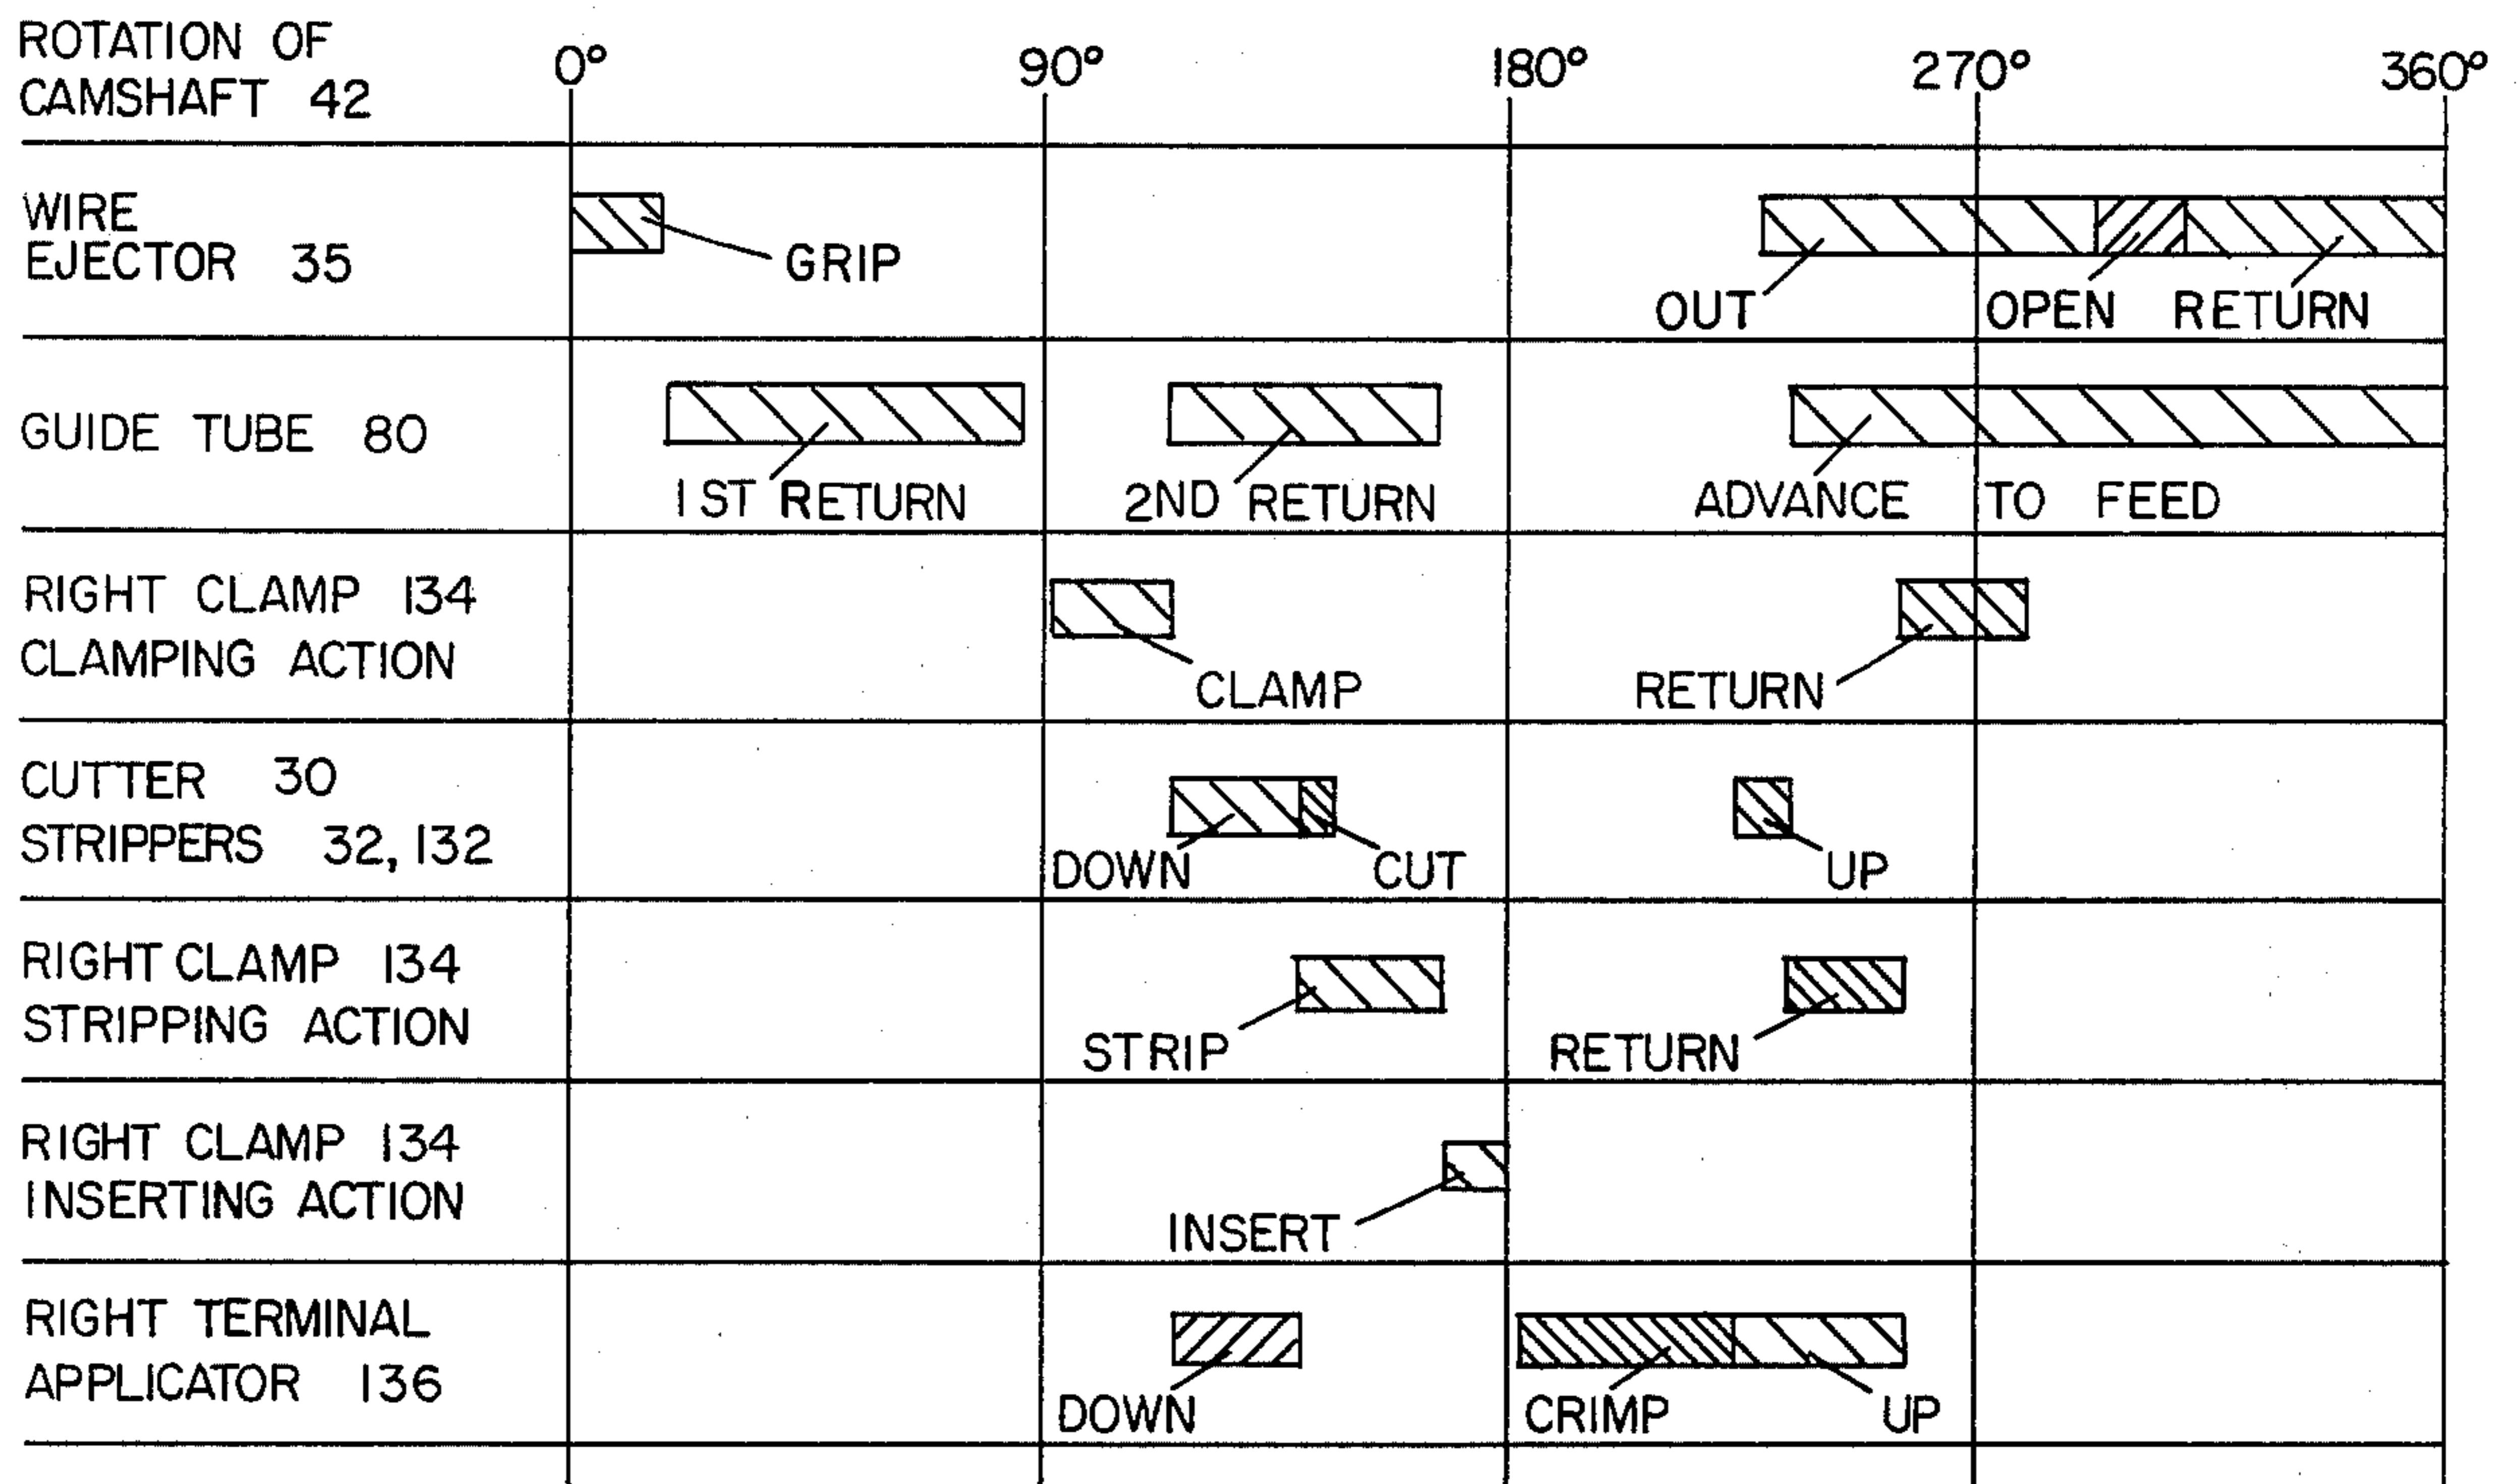 ROTATION OF
CAMSHAFT 42
0° 90° 180° 270° 360°
WIRE
EJECTOR 35
GRIP
OUT OPEN RETURN
GUIDE TUBE 80
1ST RETURN 2ND RETURN ADVANCE TO FEED
RIGHT CLAMP 134
CLAMPING ACTION
CLAMP RETURN
CUTTER 30
STRIPPERS 32, 132
DOWN CUT UP
RIGHT CLAMP 134
STRIPPING ACTION
STRIP RETURN
RIGHT CLAMP 134
INSERTING ACTION
INSERT
RIGHT TERMINAL
APPLICATOR 136
DOWN CRIMP UP